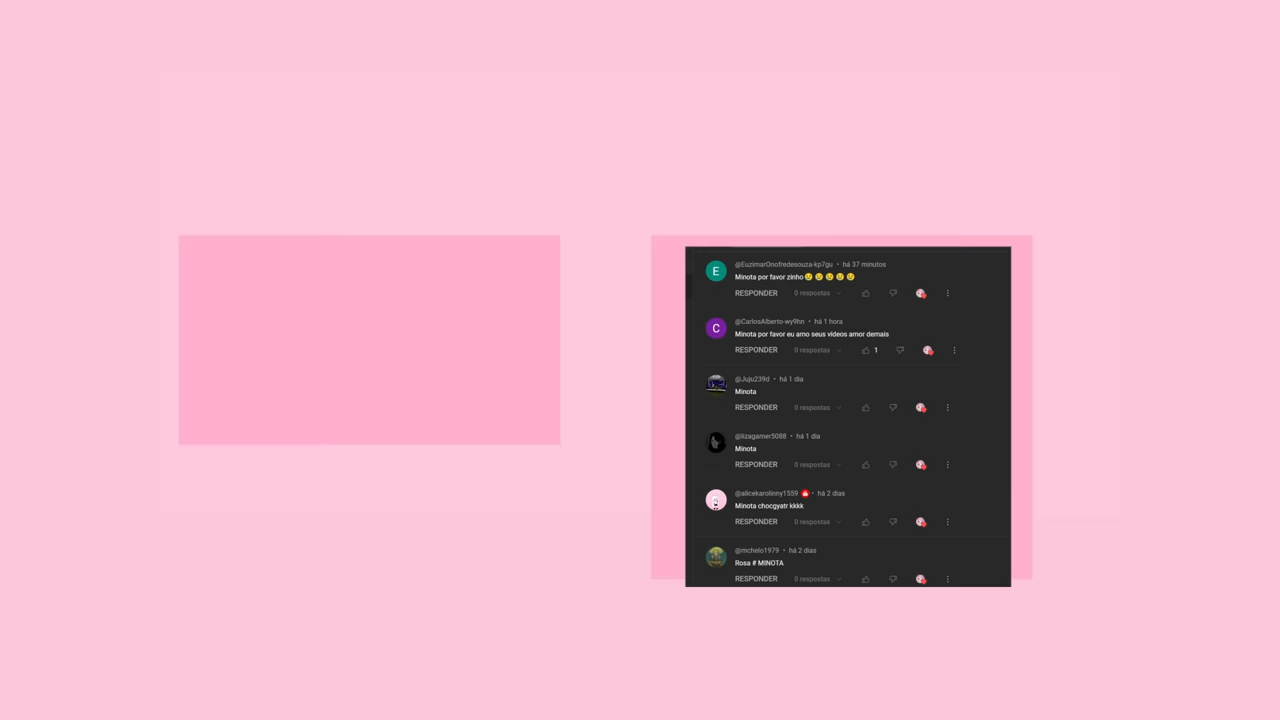 @EuzimarOnofredesouza-kp7gu • há 37 minutos
Minota por favor zinho😢😢😢😢😢
RESPONDER 0 respostas
@CarlosAlberto-wy9hn • há 1 hora
Minota por favor eu amo seus vídeos amor demais
RESPONDER 0 respostas 1
@Juju239d • há 1 dia
Minota
RESPONDER 0 respostas
@lizagamer5088 • há 1 dia
Minota
RESPONDER 0 respostas
@alicekarolinny1559 • há 2 dias
Minota chocgyatr kkkk
RESPONDER 0 respostas
@mchelo1979 • há 2 dias
Rosa # MINOTA
RESPONDER 0 respostas
E
C